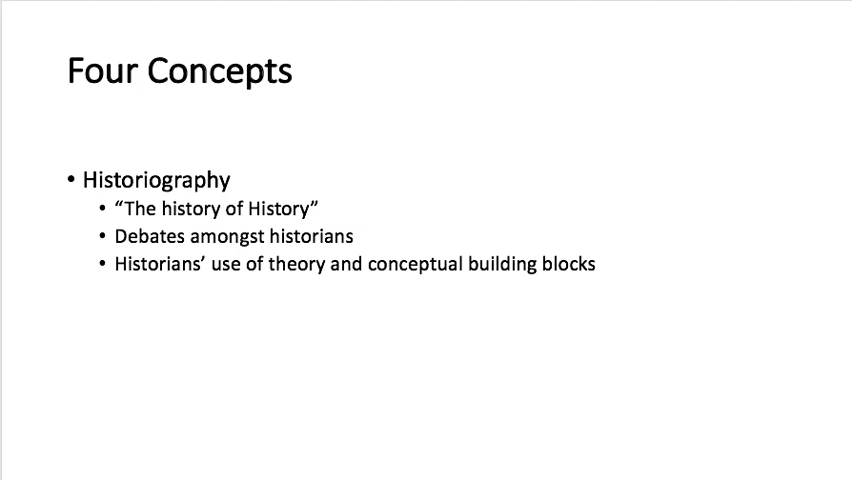 Four Concepts
• Historiography
• “The history of History”
• Debates amongst historians
• Historians’ use of theory and conceptual building blocks